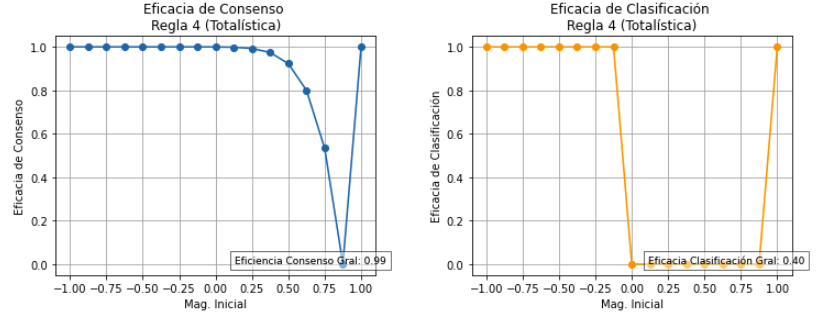 Eficacia de Consenso
Regla 4 (Totalística)
Eficacia de Consenso
1.0
0.8
0.6
0.4
0.2
0.0
Eficiencia Consenso Gral: 0.99
−1.00 −0.75 −0.50 −0.25 0.00 0.25 0.50 0.75 1.00
Mag. Inicial
Eficacia de Clasificación
Regla 4 (Totalística)
Eficacia de Clasificación
1.0
0.8
0.6
0.4
0.2
0.0
Eficacia Clasificación Gral: 0.40
−1.00 −0.75 −0.50 −0.25 0.00 0.25 0.50 0.75 1.00
Mag. Inicial